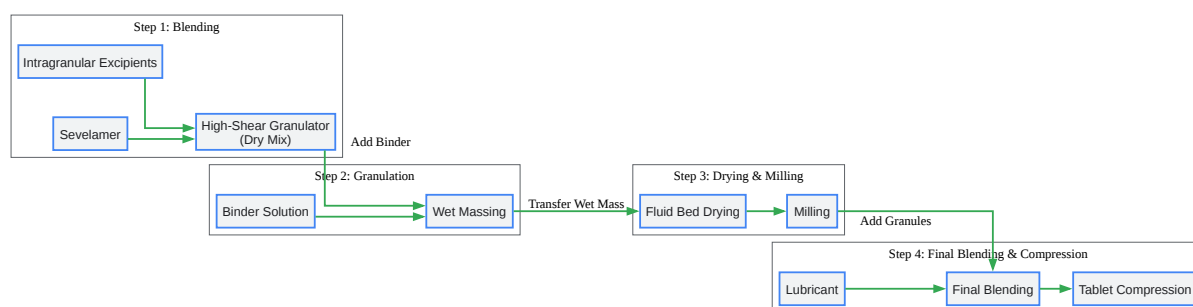 Step 1: Blending
Intragranular Excipients
Sevelamer
High-Shear Granulator
(Dry Mix)
Add Binder
Step 2: Granulation
Binder Solution
Wet Massing
Transfer Wet Mass
Step 3: Drying & Milling
Fluid Bed Drying
Milling
Add Granules
Step 4: Final Blending & Compression
Lubricant
Final Blending
Tablet Compression